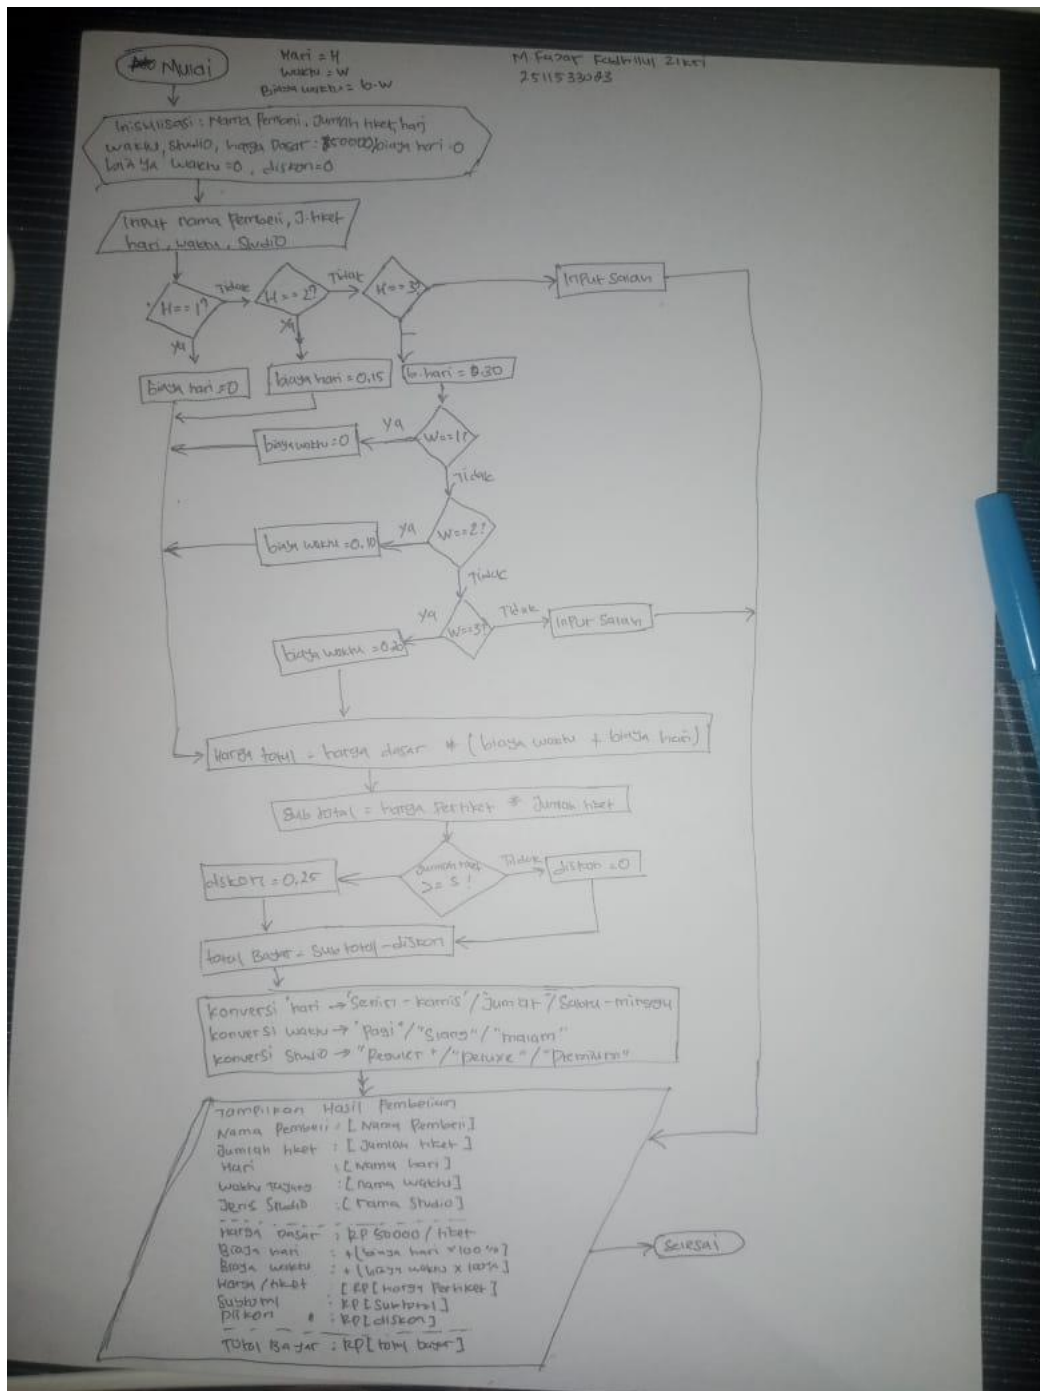 Mulai
Hari = H
Waktu = W
Biaya waktu = b.w
M. Fajar Fadhillul Zikri
2511533083
Inisialisasi : Nama Pembeli, Jumlah tiket, hari
waktu, Studio, harga Dasar : 50000, biaya hari = 0
biaya waktu = 0, diskon = 0
Input nama Pembeli, J. tiket
hari, waktu, Studio
H == 1?
Tidak
H == 2?
Tidak
H == 3?
Input Salah
ya
ya
biaya hari = 0
biaya hari = 0.15
b. hari = 0.30
W == 1?
ya
biaya waktu = 0
Tidak
W == 2?
ya
biaya waktu = 0.10
Tidak
W == 3?
ya
Tidak
Input Salah
biaya waktu = 0.20
Harga total = harga dasar * (biaya waktu + biaya hari)
Sub total = harga Pertiket * Jumlah tiket
Jumlah tiket
>= 5 ?
Tidak
diskon = 0
diskon = 0.25
total Bayar = Sub total - diskon
konversi 'hari → 'Senin - kamis' / Jumat" / Sabtu - minggu
konversi waktu → "Pagi" / "Siang" / "malam"
konversi Studio → "Reguler" / "Deluxe" / "Premium"
Tampilkan Hasil Pembelian
Nama Pembeli : [ Nama Pembeli ]
Jumlah tiket : [ Jumlah tiket ]
Hari : [ Nama hari ]
Waktu Tayang : [ nama waktu ]
Jenis Studio : [ nama Studio ]
Harga Dasar : RP 50000 / tiket
Biaya hari : + [ biaya hari x 100 % ]
Biaya waktu : + [ biaya waktu x 100% ]
Harga / tiket [ RP [ harga Pertiket ]
Subtotal : RP [ Subtotal ]
Diskon : RP [ diskon ]
Total Bayar : RP [ total bayar ]
Selesai